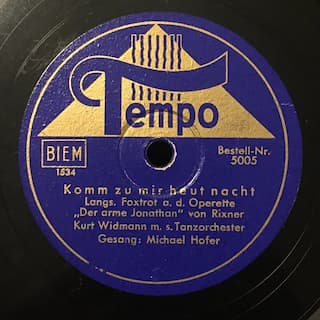 Tempo
BIEM
1534
Bestell-Nr.
5005
Komm zu mir heut nacht
Langs. Foxtrot a. d. Operette
„Der arme Jonathan" von Rixner
Kurt Widmann m. s. Tanzorchester
Gesang: Michael Hofer